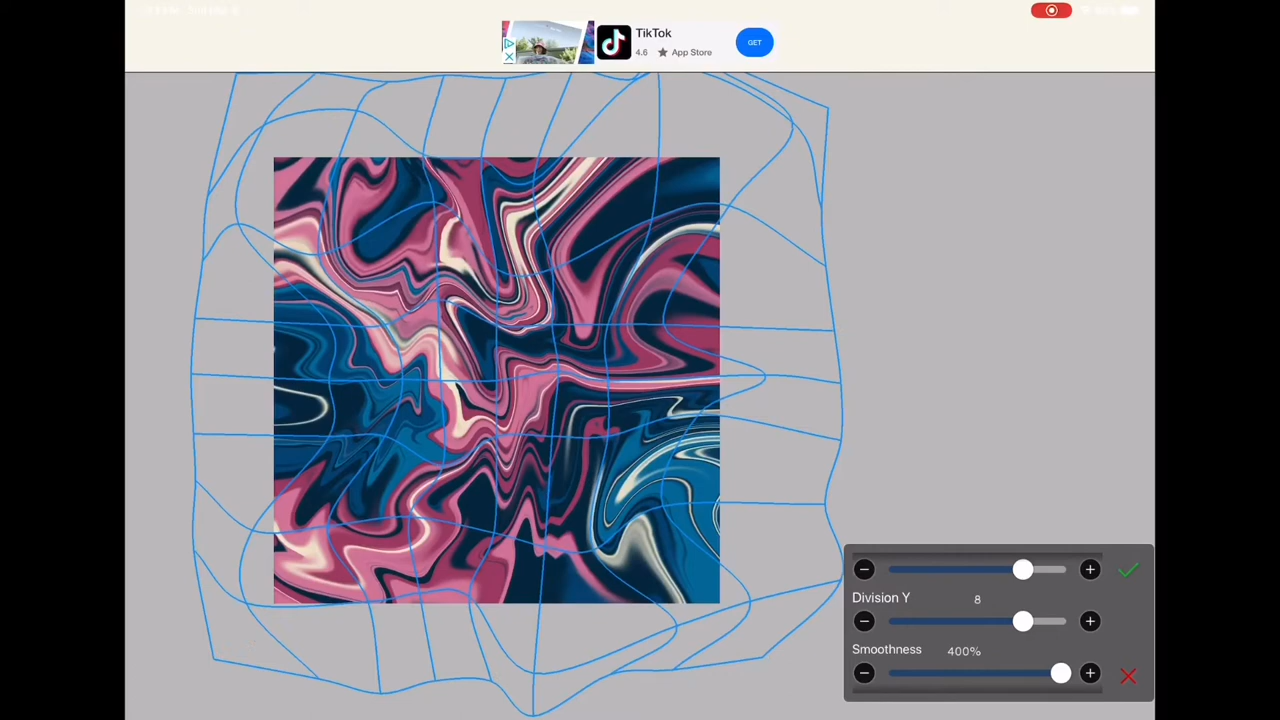 TikTok
4.6 ★ App Store
GET
Division Y 8
Smoothness 400%